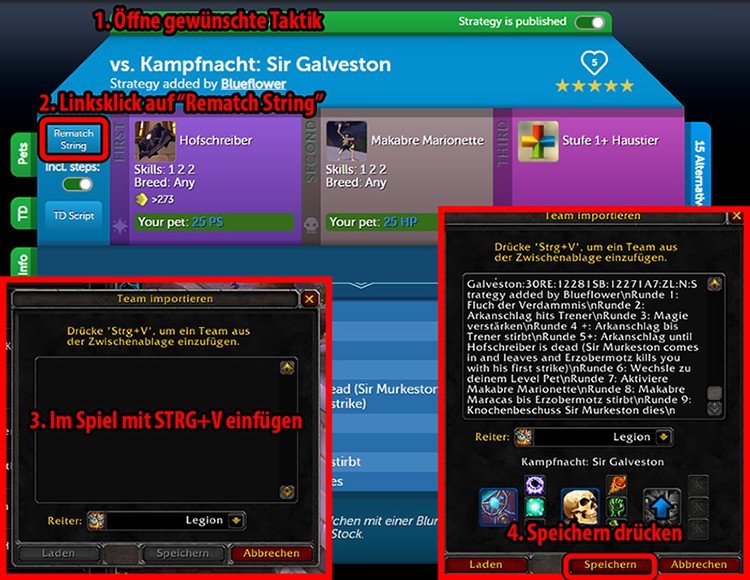 1. Öffne gewünschte Taktik
Strategy is published
vs. Kampfnacht: Sir Galveston
Strategy added by Blueflower
5
2. Linksklick auf "Rematch String"
Rematch
String
Incl. steps:
TD Script
Pets
TD
Info
FIRST
Hofschreiber
Skills: 1 2 2
Breed: Any
>273
Your pet: 25 PS
SECOND
Makabre Marionette
Skills: 1 2 2
Breed: Any
Your pet: 25 HP
THIRD
Stufe 1+ Haustier
15 Alternativ
Team importieren
Drücke 'Strg+V', um ein Team aus
der Zwischenablage einzufügen.
3. Im Spiel mit STRG+V einfügen
Reiter:
Legion
Laden
Speichern
Abbrechen
ead (Sir Murkeston
strike)
stirbt
es
chen mit einer Blur
Stock.
Team importieren
Drücke 'Strg+V', um ein Team aus
der Zwischenablage einzufügen.
Galveston:30RE:12281SB:12271A7:ZL:N:S
trategy added by Blueflower\nRunde 1:
Fluch der Verdammnis\nRunde 2:
Arkanschlag hits Trener\nRunde 3: Magie
verstärken\nRunde 4 +: Arkanschlag bis
Trener stirbt\nRunde 5+: Arkanschlag until
Hofschreiber is dead (Sir Murkeston comes
in and leaves and Erzobermotz kills you
with his first strike)\nRunde 6: Wechsle zu
deinem Level Pet\nRunde 7: Aktiviere
Makabre Marionette\nRunde 8: Makabre
Maracas bis Erzobermotz stirbt\nRunde 9:
Knochenbeschuss Sir Murkeston dies\n
Reiter:
Legion
Kampfnacht: Sir Galveston
4. Speichern drücken
Laden
Speichern
Abbrechen